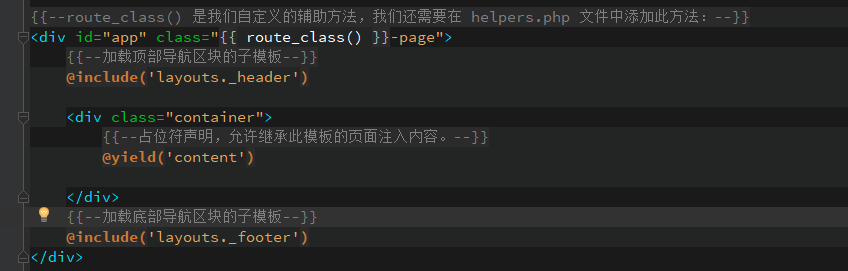 {{--route_class() 是我们自定义的辅助方法，我们还需要在 helpers.php 文件中添加此方法：--}}
<div id="app" class="{{ route_class() }}-page">
{{--加载顶部导航区块的子模板--}}
@include('layouts._header')
<div class="container">
{{--占位符声明，允许继承此模板的页面注入内容。--}}
@yield('content')
</div>
{{--加载底部导航区块的子模板--}}
@include('layouts._footer')
</div>